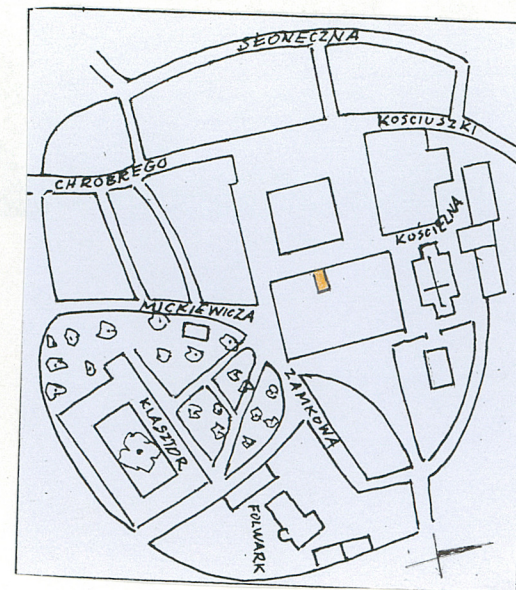 SŁONECZNA
KOSCIUSZKI
CHROBREGO
KOŚCIELNA
MICKIEWICZA
ZAMKOWA
KLASZTOR
FOLWARK